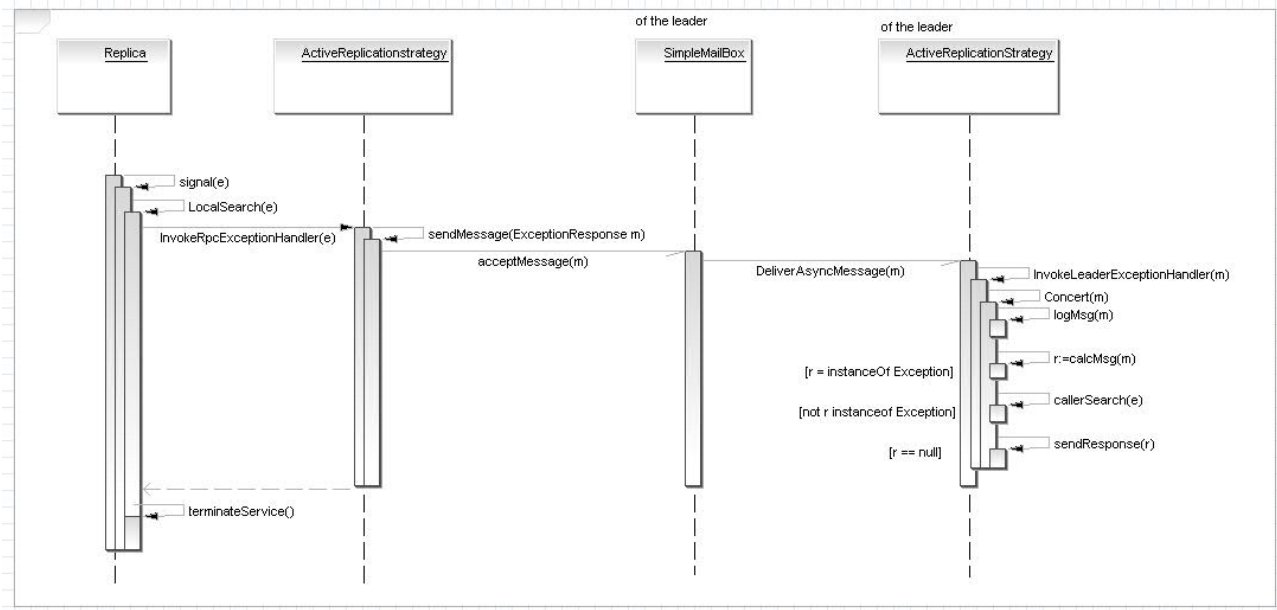 of the leader
of the leader
Replica
ActiveReplicationstrategy
SimpleMailBox
ActiveReplicationStrategy
signal(e)
LocalSearch(e)
InvokeRpcExceptionHandler(e)
sendMessage(ExceptionResponse m)
acceptMessage(m)
DeliverAsyncMessage(m)
InvokeLeaderExceptionHandler(m)
Concert(m)
logMsg(m)
r:=calcMsg(m)
[r = instanceOf Exception]
callerSearch(e)
[not r instanceof Exception]
sendResponse(r)
[r == null]
terminateService()